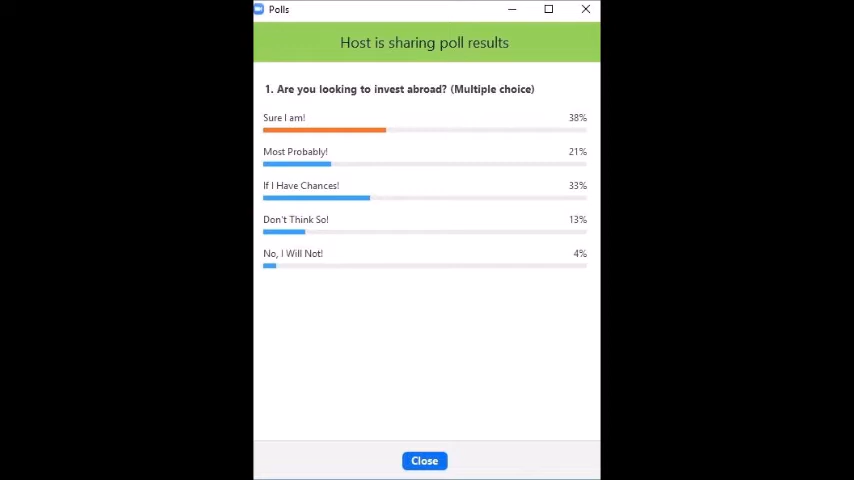 Polls
Host is sharing poll results
1. Are you looking to invest abroad? (Multiple choice)
Sure I am! 38%
Most Probably! 21%
If I Have Chances! 33%
Don't Think So! 13%
No, I Will Not! 4%
Close